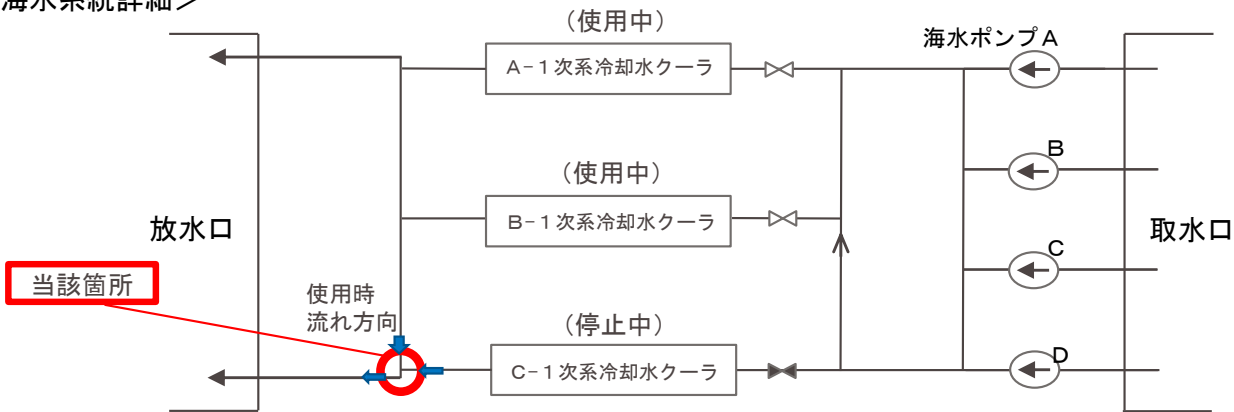 海水系統詳細＞
（使用中）
海水ポンプA
A-1次系冷却水クーラ
B
（使用中）
B-1次系冷却水クーラ
放水口
取水口
C
当該箇所
使用時
流れ方向
（停止中）
C-1次系冷却水クーラ
D